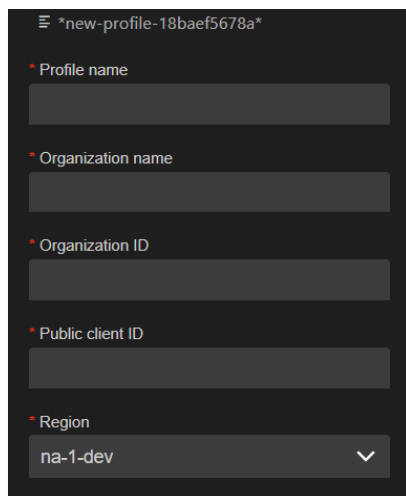 *new-profile-18baef5678a*
* Profile name
* Organization name
* Organization ID
* Public client ID
* Region
na-1-dev